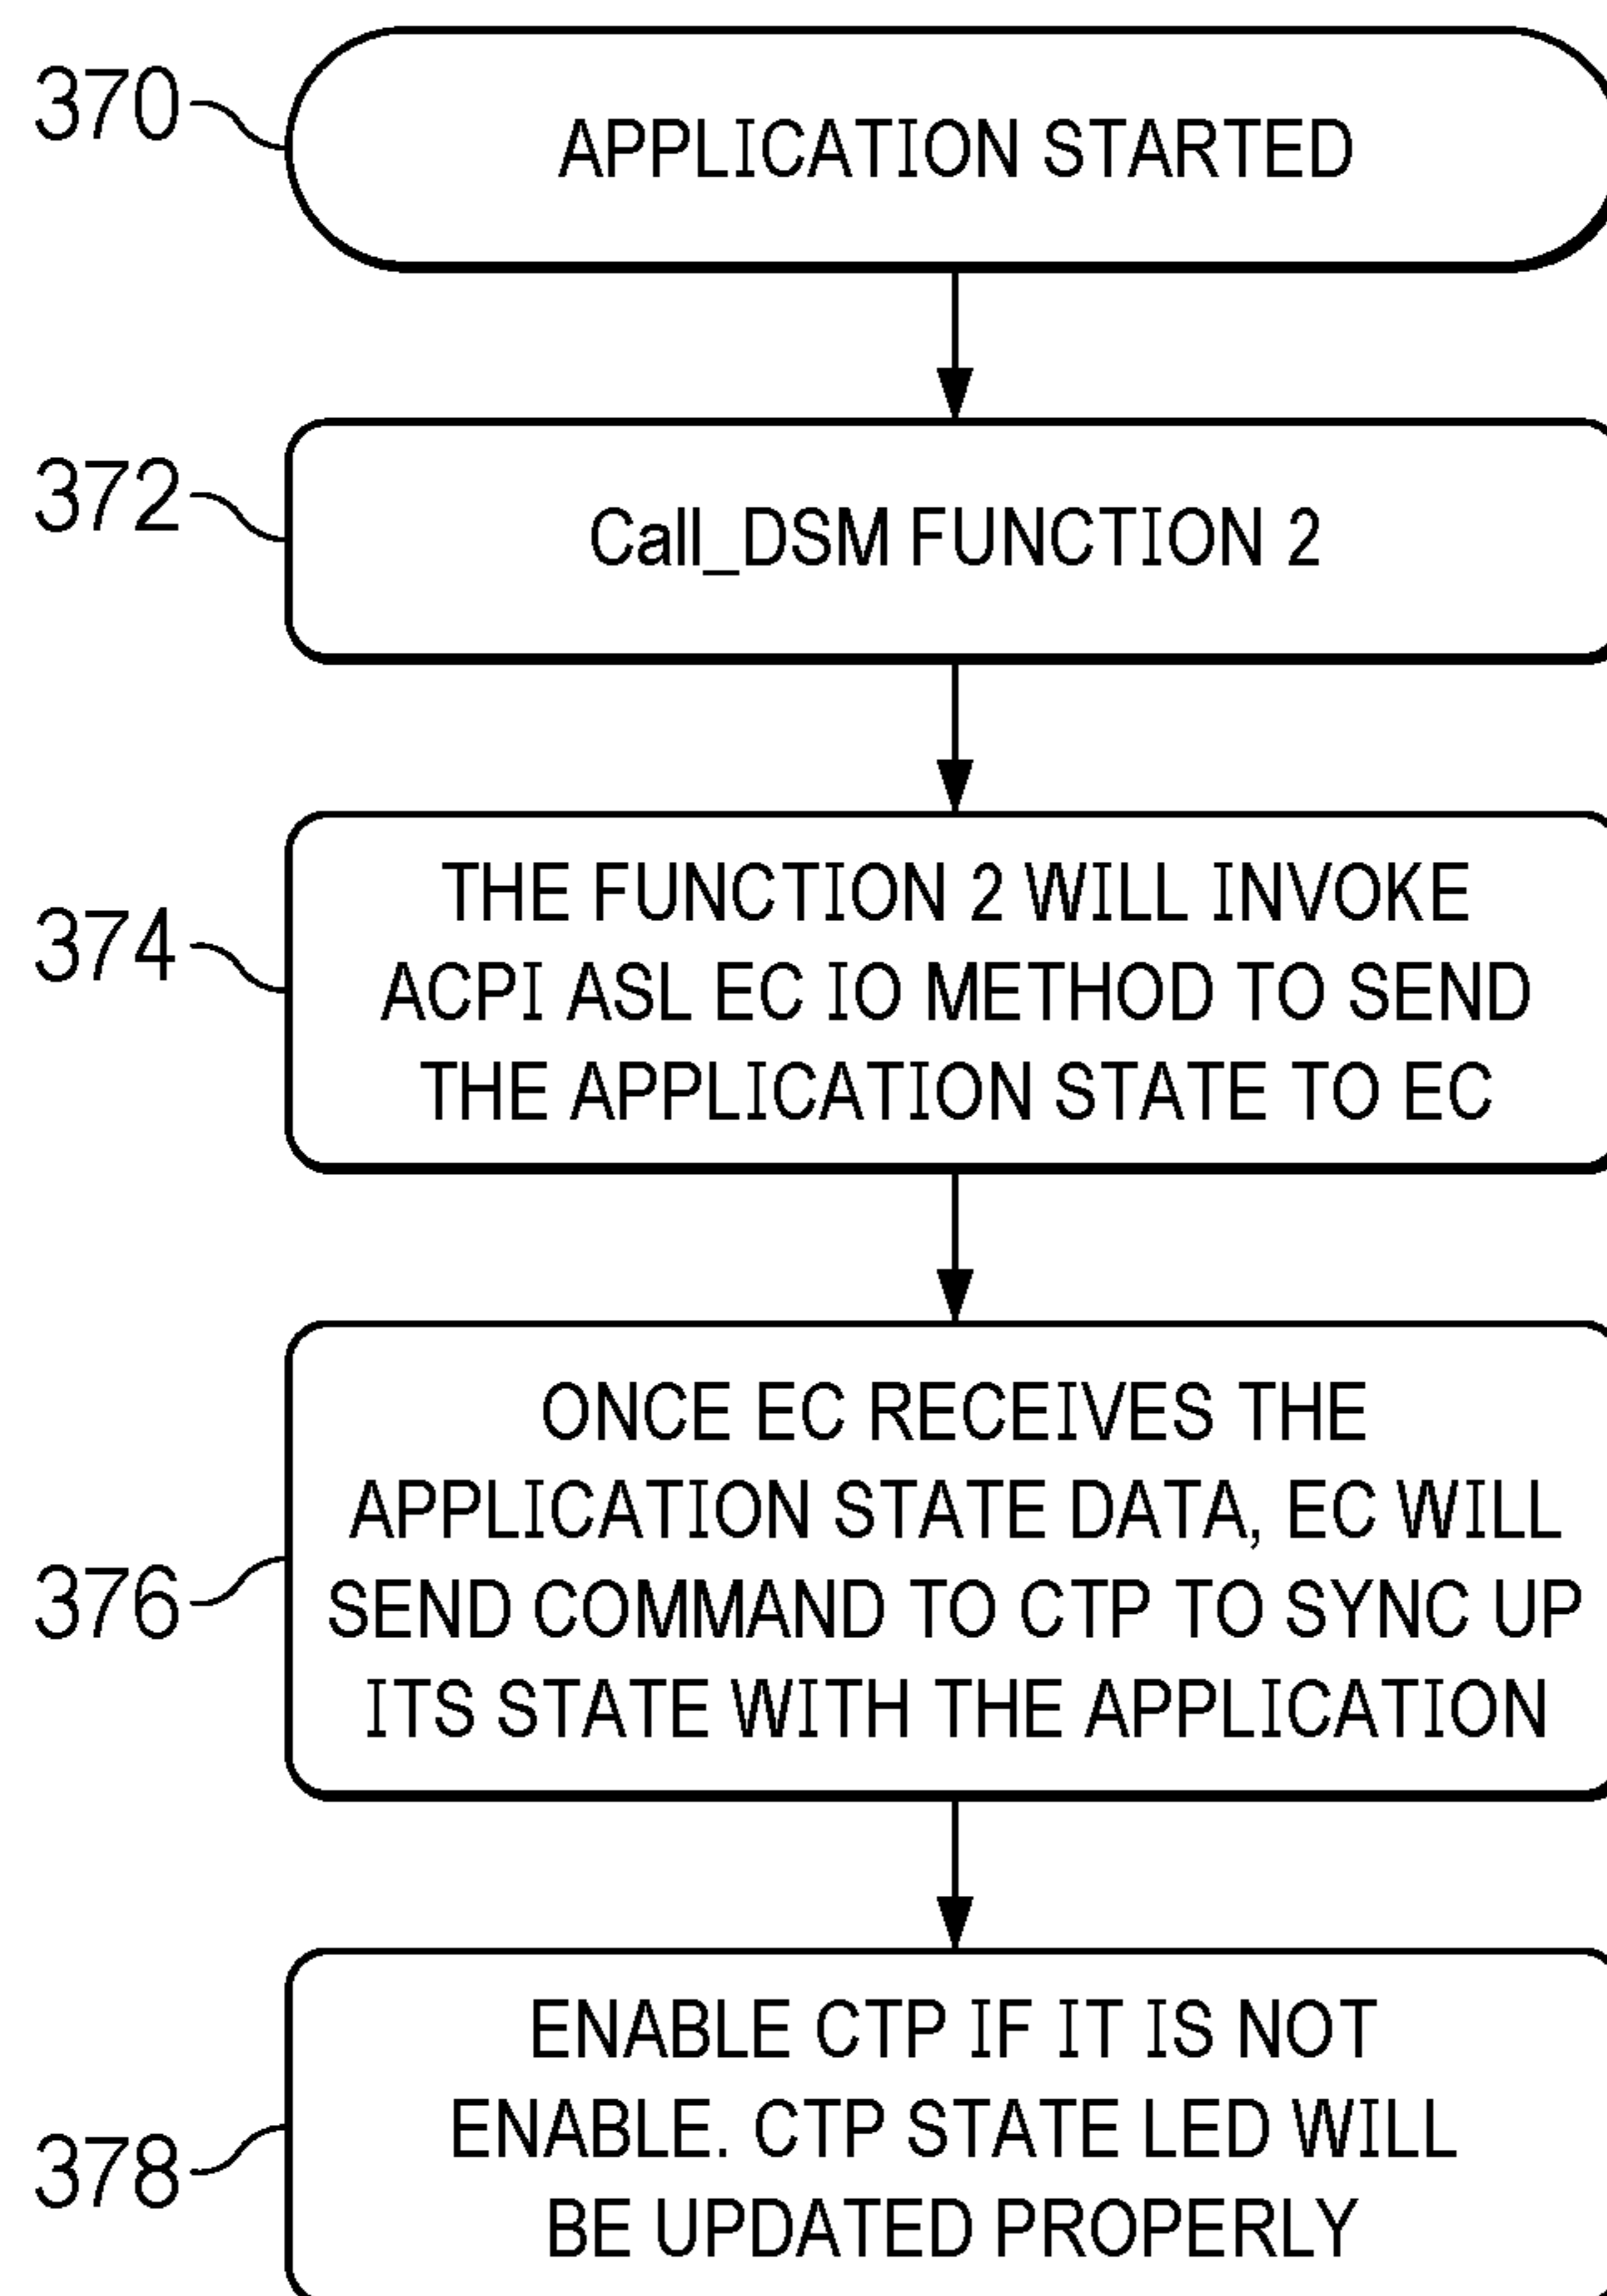 370
APPLICATION STARTED
372
Call_DSM FUNCTION 2
374
THE FUNCTION 2 WILL INVOKE
ACPI ASL EC IO METHOD TO SEND
THE APPLICATION STATE TO EC
376
ONCE EC RECEIVES THE
APPLICATION STATE DATA, EC WILL
SEND COMMAND TO CTP TO SYNC UP
ITS STATE WITH THE APPLICATION
378
ENABLE CTP IF IT IS NOT
ENABLE. CTP STATE LED WILL
BE UPDATED PROPERLY